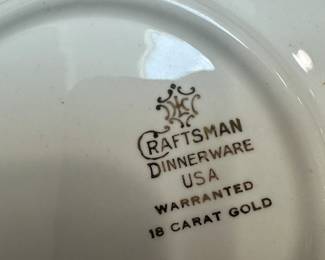 CRAFTSMAN
DINNERWARE
USA
WARRANTED
18 CARAT GOLD